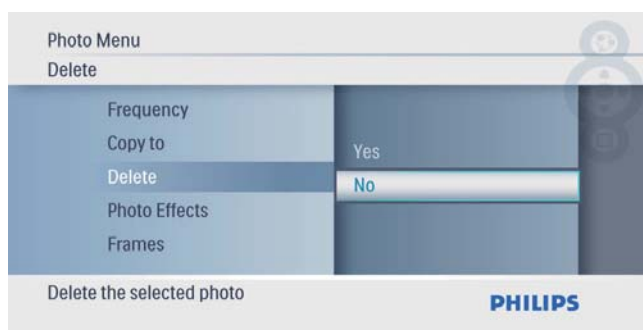 Photo Menu
Delete
Frequency
Copy to
Delete
Photo Effects
Frames
Yes
No
Delete the selected photo
PHILIPS